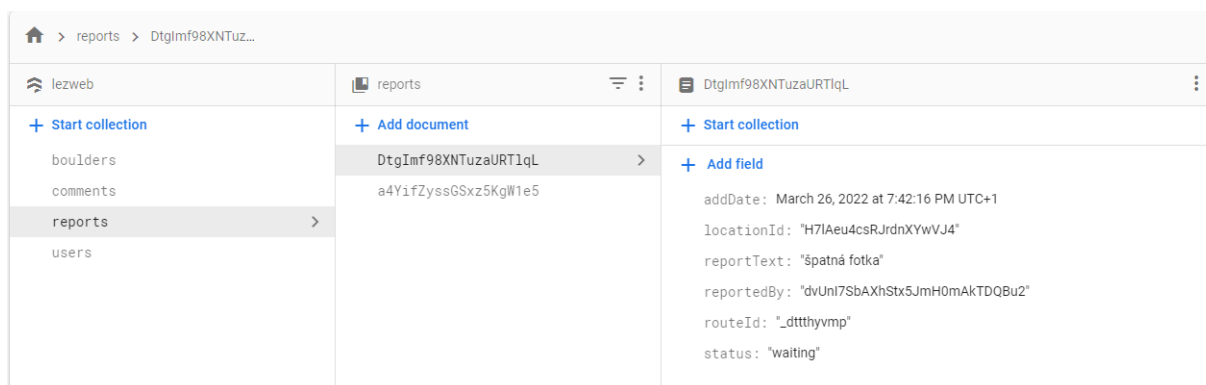 reports > DtgImf98XNTuz...
lezweb
reports
DtgImf98XNTuzaURTlqL
+ Start collection
+ Add document
+ Start collection
boulders
comments
reports
users
DtgImf98XNTuzaURTlqL
a4YifZyssGSxz5KgW1e5
+ Add field
addDate: March 26, 2022 at 7:42:16 PM UTC+1
locationId: "H7lAeu4csRJrdnXYwVJ4"
reportText: "špatná fotka"
reportedBy: "dvUnI7SbAXhStx5JmH0mAkTDQBu2"
routeId: "_dttthyvmp"
status: "waiting"